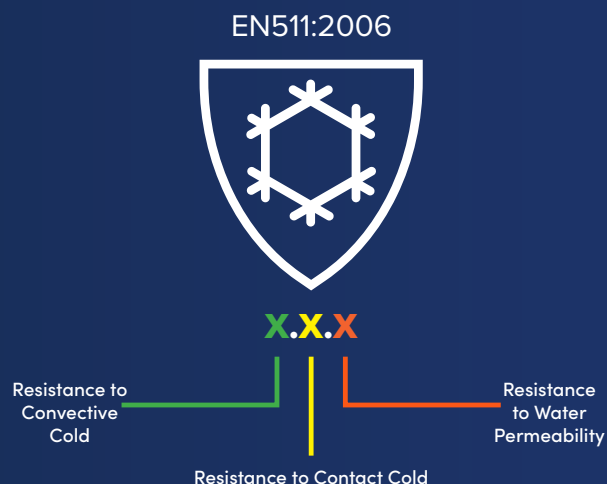 EN511:2006
X.X.X
Resistance to
Convective
Cold
Resistance
to Water
Permeability
Resistance to Contact Cold